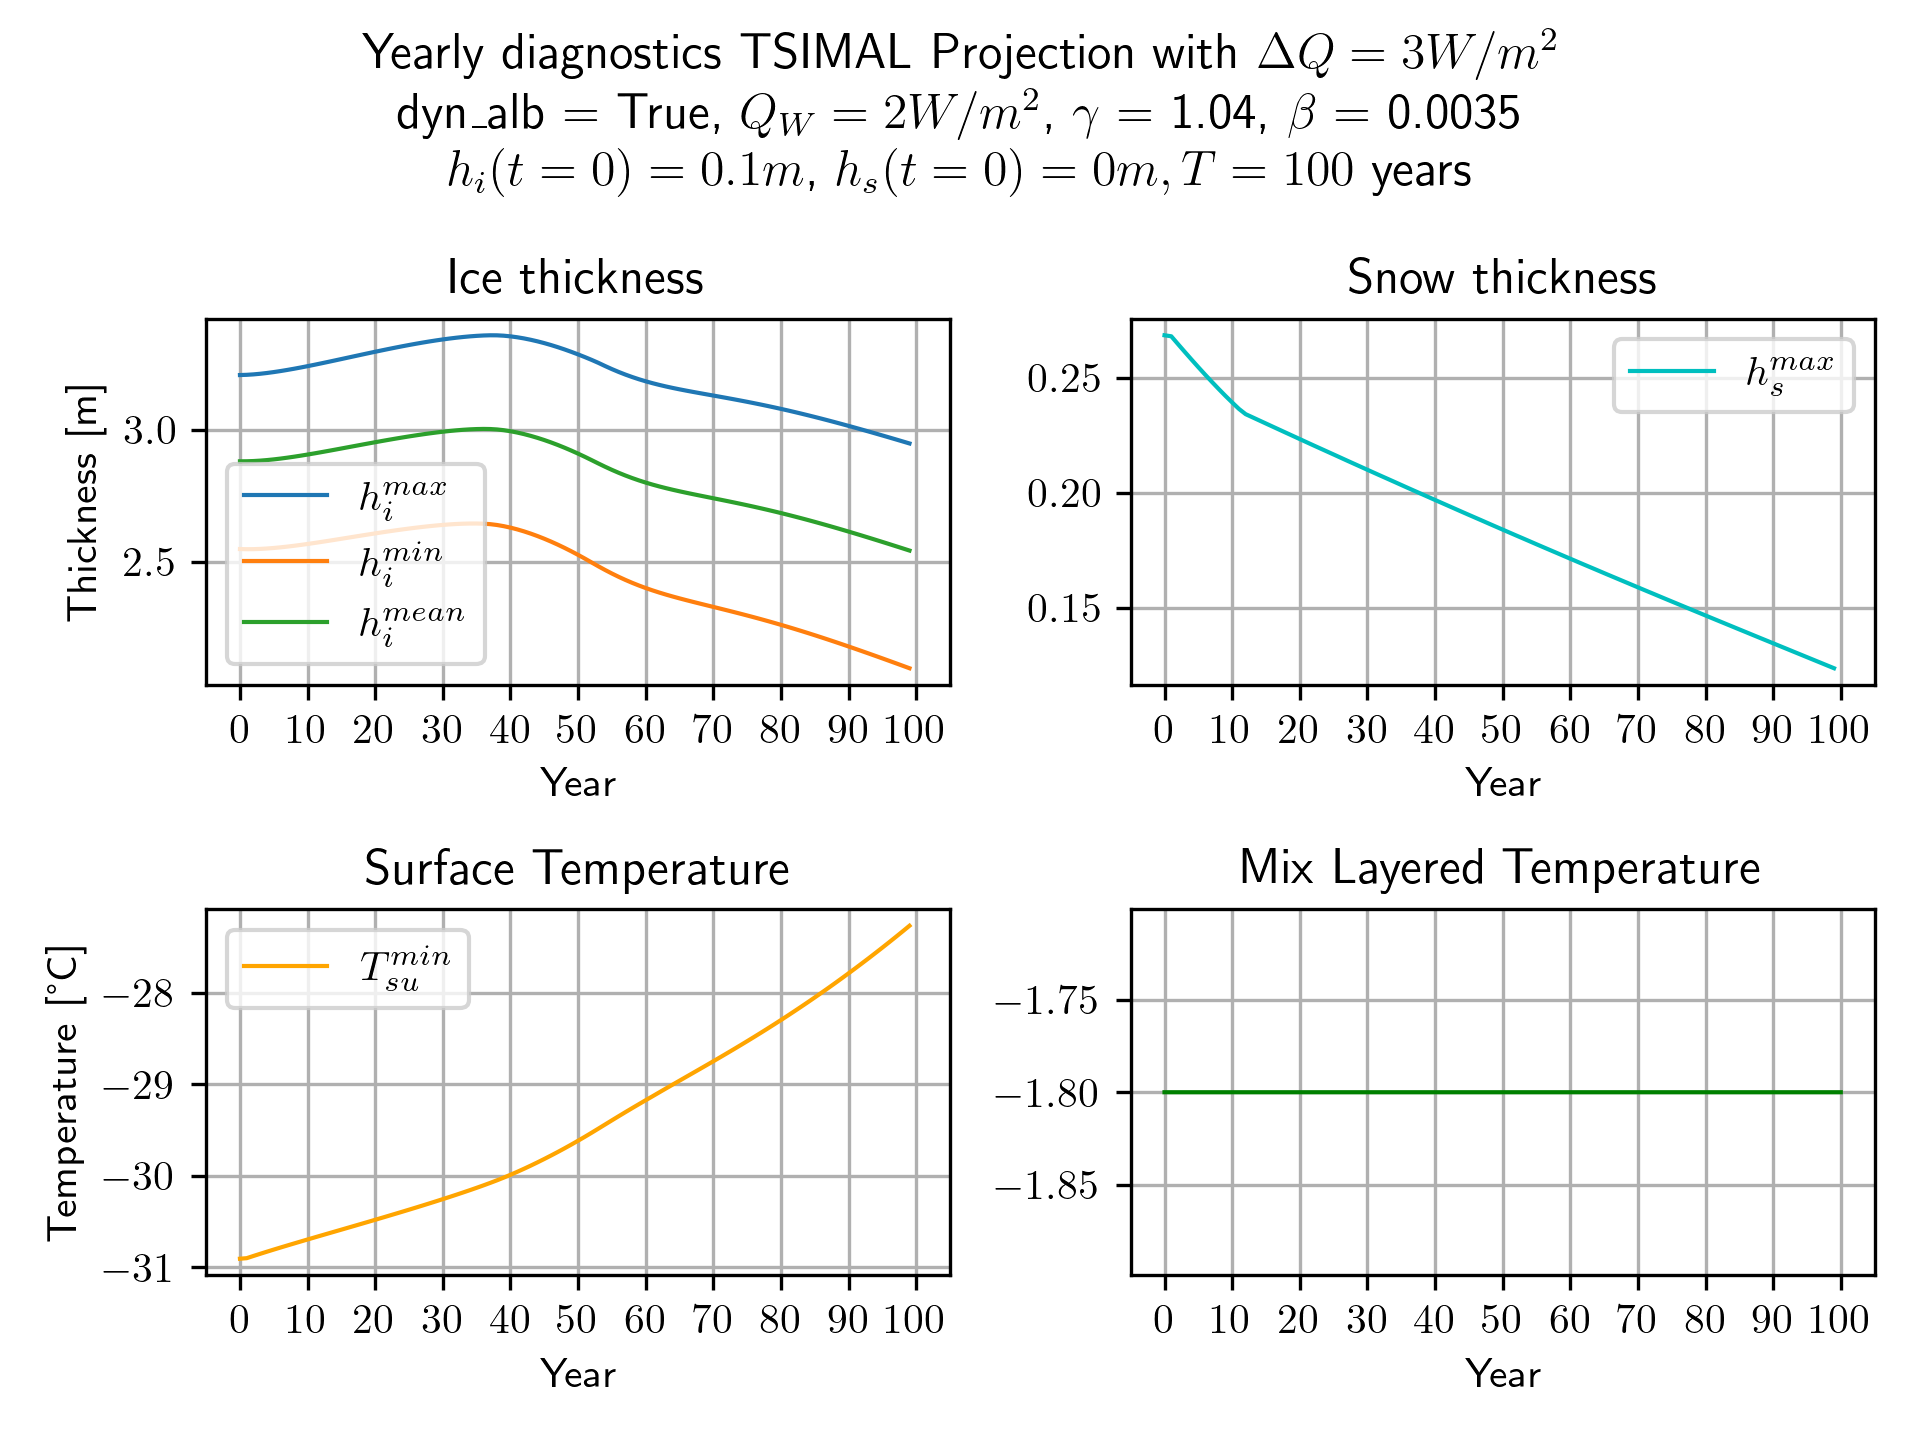 Yearly diagnostics TSIMAL Projection with ΔQ = 3W/m²
dyn_alb = True, Q_W = 2W/m², γ = 1.04, β = 0.0035
h_i(t = 0) = 0.1m, h_s(t = 0) = 0m, T = 100 years
Ice thickness
Thickness [m]
3.0
2.5
h_i^{max}
h_i^{min}
h_i^{mean}
0 10 20 30 40 50 60 70 80 90 100
Year
Snow thickness
0.25
0.20
0.15
h_s^{max}
0 10 20 30 40 50 60 70 80 90 100
Year
Surface Temperature
Temperature [°C]
−28
−29
−30
−31
T_{su}^{min}
0 10 20 30 40 50 60 70 80 90 100
Year
Mix Layered Temperature
−1.75
−1.80
−1.85
0 10 20 30 40 50 60 70 80 90 100
Year